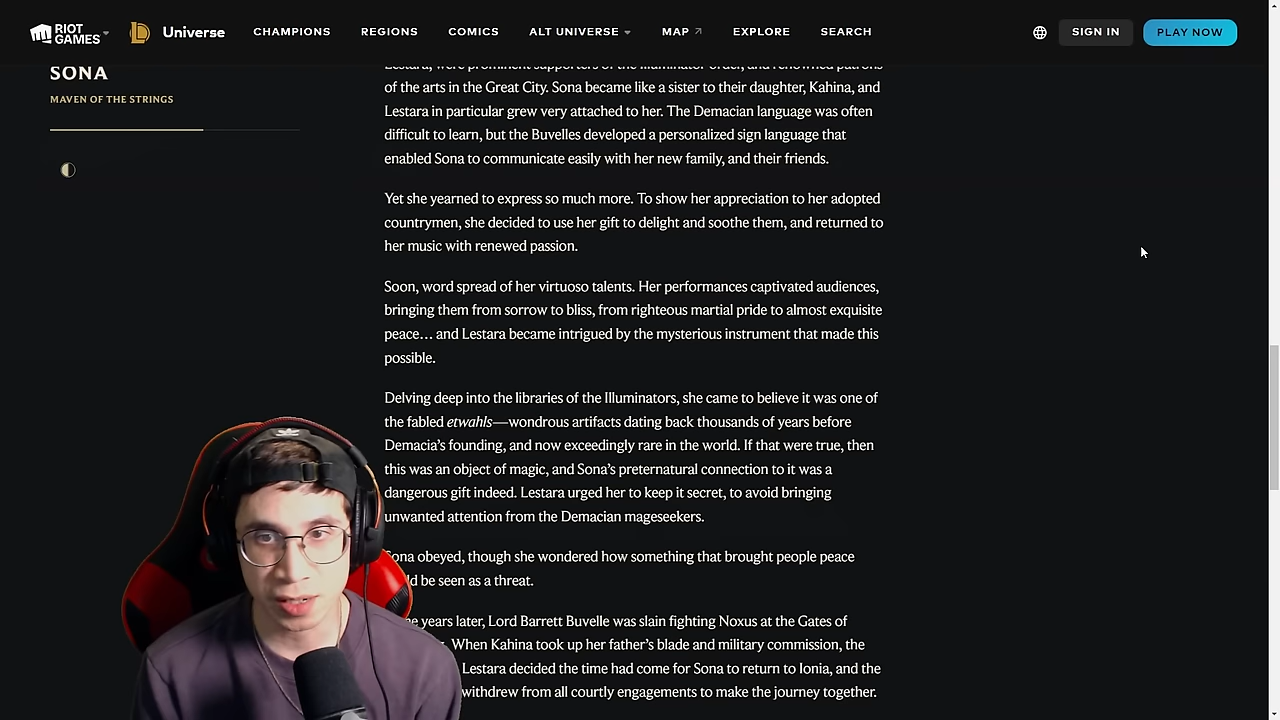 RIOT GAMES
Universe
CHAMPIONS
REGIONS
COMICS
ALT UNIVERSE
MAP
EXPLORE
SEARCH
SIGN IN
PLAY NOW
SONA
MAVEN OF THE STRINGS
Lestara, were prominent supporters of the Illuminator order, and renowned patrons
of the arts in the Great City. Sona became like a sister to their daughter, Kahina, and
Lestara in particular grew very attached to her. The Demacian language was often
difficult to learn, but the Buvelles developed a personalized sign language that
enabled Sona to communicate easily with her new family, and their friends.
Yet she yearned to express so much more. To show her appreciation to her adopted
countrymen, she decided to use her gift to delight and soothe them, and returned to
her music with renewed passion.
Soon, word spread of her virtuoso talents. Her performances captivated audiences,
bringing them from sorrow to bliss, from righteous martial pride to almost exquisite
peace… and Lestara became intrigued by the mysterious instrument that made this
possible.
Delving deep into the libraries of the Illuminators, she came to believe it was one of
the fabled etwahls—wondrous artifacts dating back thousands of years before
Demacia’s founding, and now exceedingly rare in the world. If that were true, then
this was an object of magic, and Sona’s preternatural connection to it was a
dangerous gift indeed. Lestara urged her to keep it secret, to avoid bringing
unwanted attention from the Demacian mageseekers.
Sona obeyed, though she wondered how something that brought people peace
be seen as a threat.
years later, Lord Barrett Buvelle was slain fighting Noxus at the Gates of
When Kahina took up her father’s blade and military commission, the
Lestara decided the time had come for Sona to return to Ionia, and the
withdrew from all courtly engagements to make the journey together.